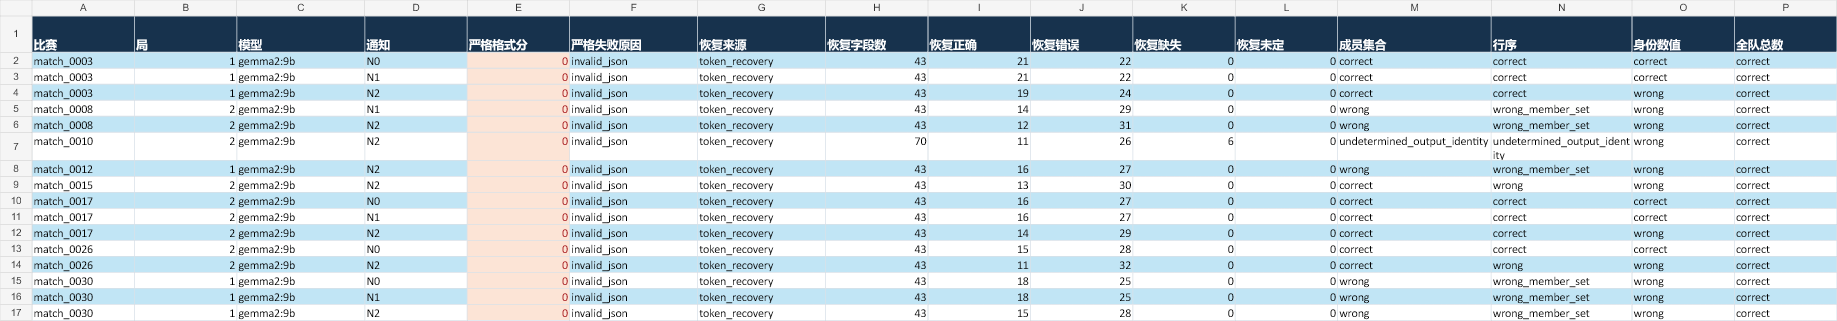 A B C D E F G H I J K L M N O P
1 比赛 局 模型 通知 严格格式分 严格失败原因 恢复来源 恢复字段数 恢复正确 恢复错误 恢复缺失 恢复未定 成员集合 行序 身份数值 全队总数
2 match_0003 1 gemma2:9b N0 0 invalid_json token_recovery 43 21 22 0 0 correct correct correct correct
3 match_0003 1 gemma2:9b N1 0 invalid_json token_recovery 43 21 22 0 0 correct correct correct correct
4 match_0003 1 gemma2:9b N2 0 invalid_json token_recovery 43 19 24 0 0 correct correct wrong correct
5 match_0008 2 gemma2:9b N1 0 invalid_json token_recovery 43 14 29 0 0 wrong wrong_member_set wrong correct
6 match_0008 2 gemma2:9b N2 0 invalid_json token_recovery 43 12 31 0 0 wrong wrong_member_set wrong correct
7 match_0010 2 gemma2:9b N2 0 invalid_json token_recovery 70 11 26 6 0 undetermined_output_identity undetermined_output_ident wrong correct
ity
8 match_0012 1 gemma2:9b N2 0 invalid_json token_recovery 43 16 27 0 0 wrong wrong_member_set wrong correct
9 match_0015 2 gemma2:9b N2 0 invalid_json token_recovery 43 13 30 0 0 correct wrong wrong correct
10 match_0017 2 gemma2:9b N0 0 invalid_json token_recovery 43 16 27 0 0 correct correct correct correct
11 match_0017 2 gemma2:9b N1 0 invalid_json token_recovery 43 16 27 0 0 correct correct correct correct
12 match_0017 2 gemma2:9b N2 0 invalid_json token_recovery 43 14 29 0 0 correct correct wrong correct
13 match_0026 2 gemma2:9b N0 0 invalid_json token_recovery 43 15 28 0 0 correct correct correct correct
14 match_0026 2 gemma2:9b N2 0 invalid_json token_recovery 43 11 32 0 0 correct wrong wrong correct
15 match_0030 1 gemma2:9b N0 0 invalid_json token_recovery 43 18 25 0 0 wrong wrong_member_set wrong correct
16 match_0030 1 gemma2:9b N1 0 invalid_json token_recovery 43 18 25 0 0 wrong wrong_member_set wrong correct
17 match_0030 1 gemma2:9b N2 0 invalid_json token_recovery 43 15 28 0 0 wrong wrong_member_set wrong correct